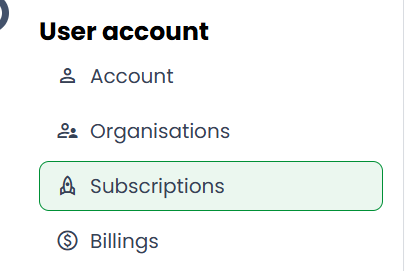 User account
Account
Organisations
Subscriptions
Billings